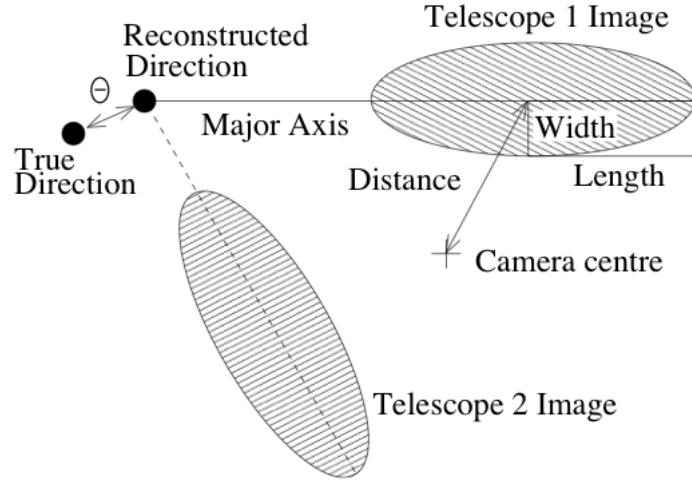 Telescope 1 Image
Reconstructed
Direction
Θ
Major Axis
Width
True
Direction
Distance
Length
Camera centre
Telescope 2 Image